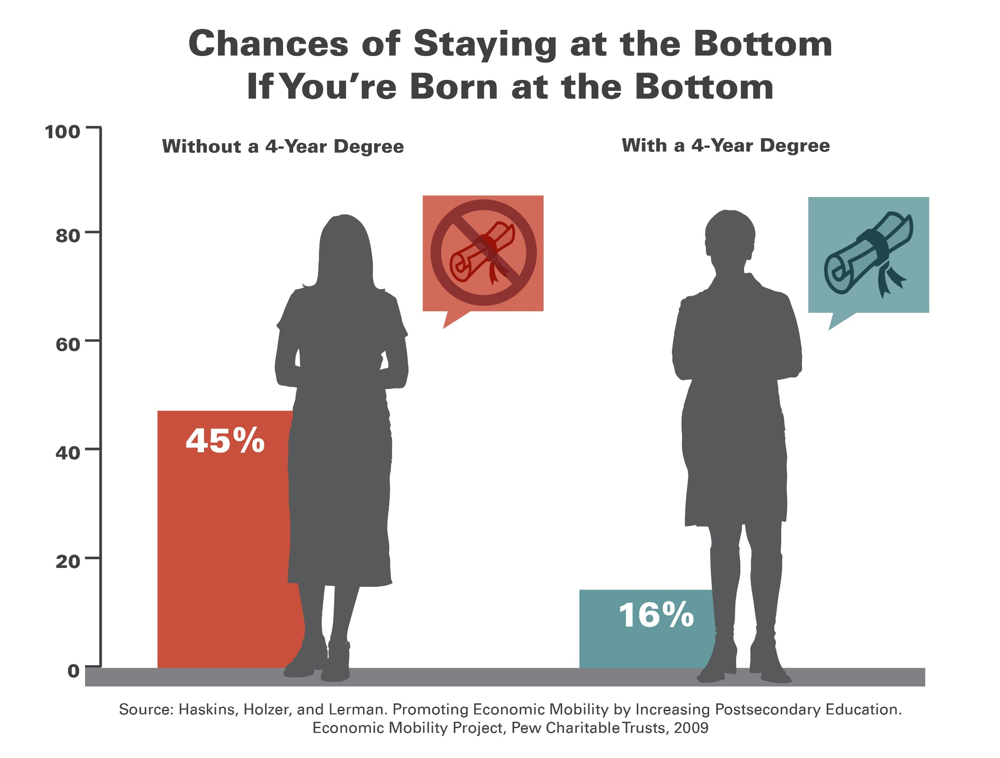 Chances of Staying at the Bottom
If You’re Born at the Bottom
100
Without a 4-Year Degree
With a 4-Year Degree
80
60
45%
40
20
16%
0
Source: Haskins, Holzer, and Lerman. Promoting Economic Mobility by Increasing Postsecondary Education.
Economic Mobility Project, Pew Charitable Trusts, 2009